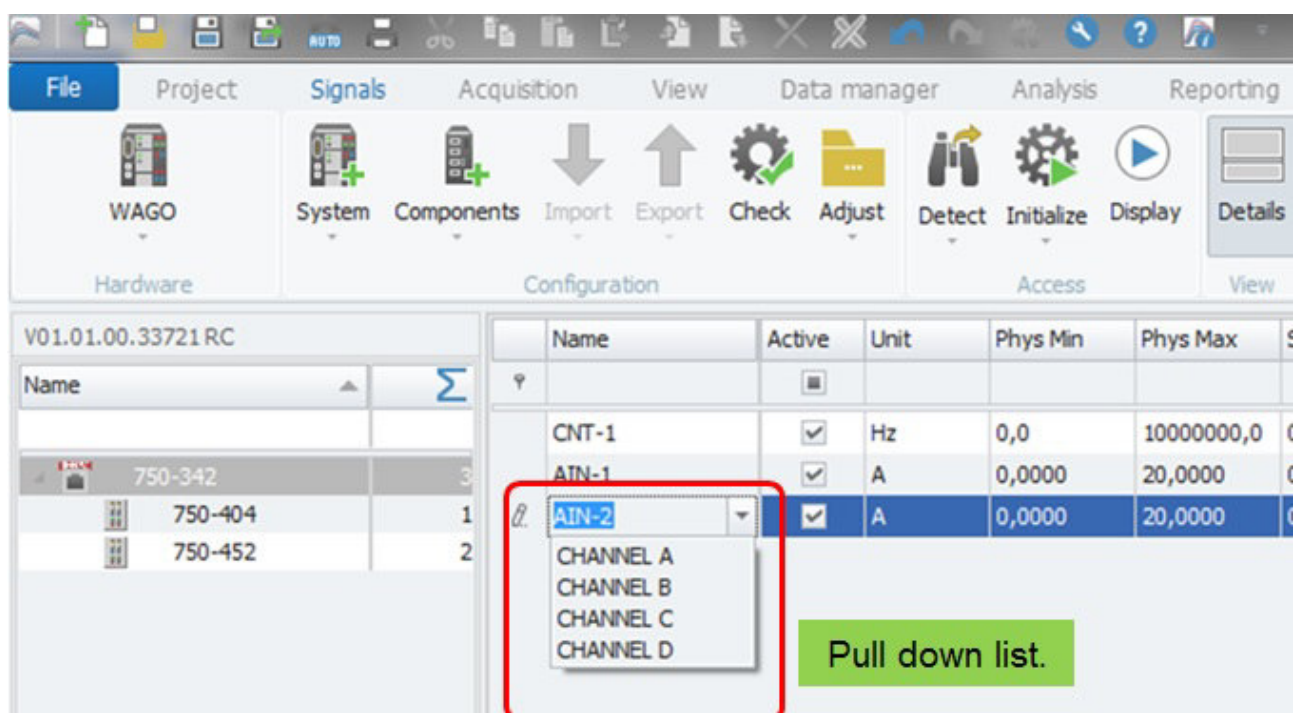 AUTO
File Project Signals Acquisition View Data manager Analysis Reporting
WAGO System Components Import Export Check Adjust Detect Initialize Display Details
Hardware Configuration Access View
V01.01.00.33721 RC
Name Active Unit Phys Min Phys Max
Name Σ
CNT-1 Hz 0,0 10000000,0
750-342 3 AIN-1 A 0,0000 20,0000
750-404 1 AIN-2 A 0,0000 20,0000
750-452 2
CHANNEL A
CHANNEL B
CHANNEL C
CHANNEL D
Pull down list.